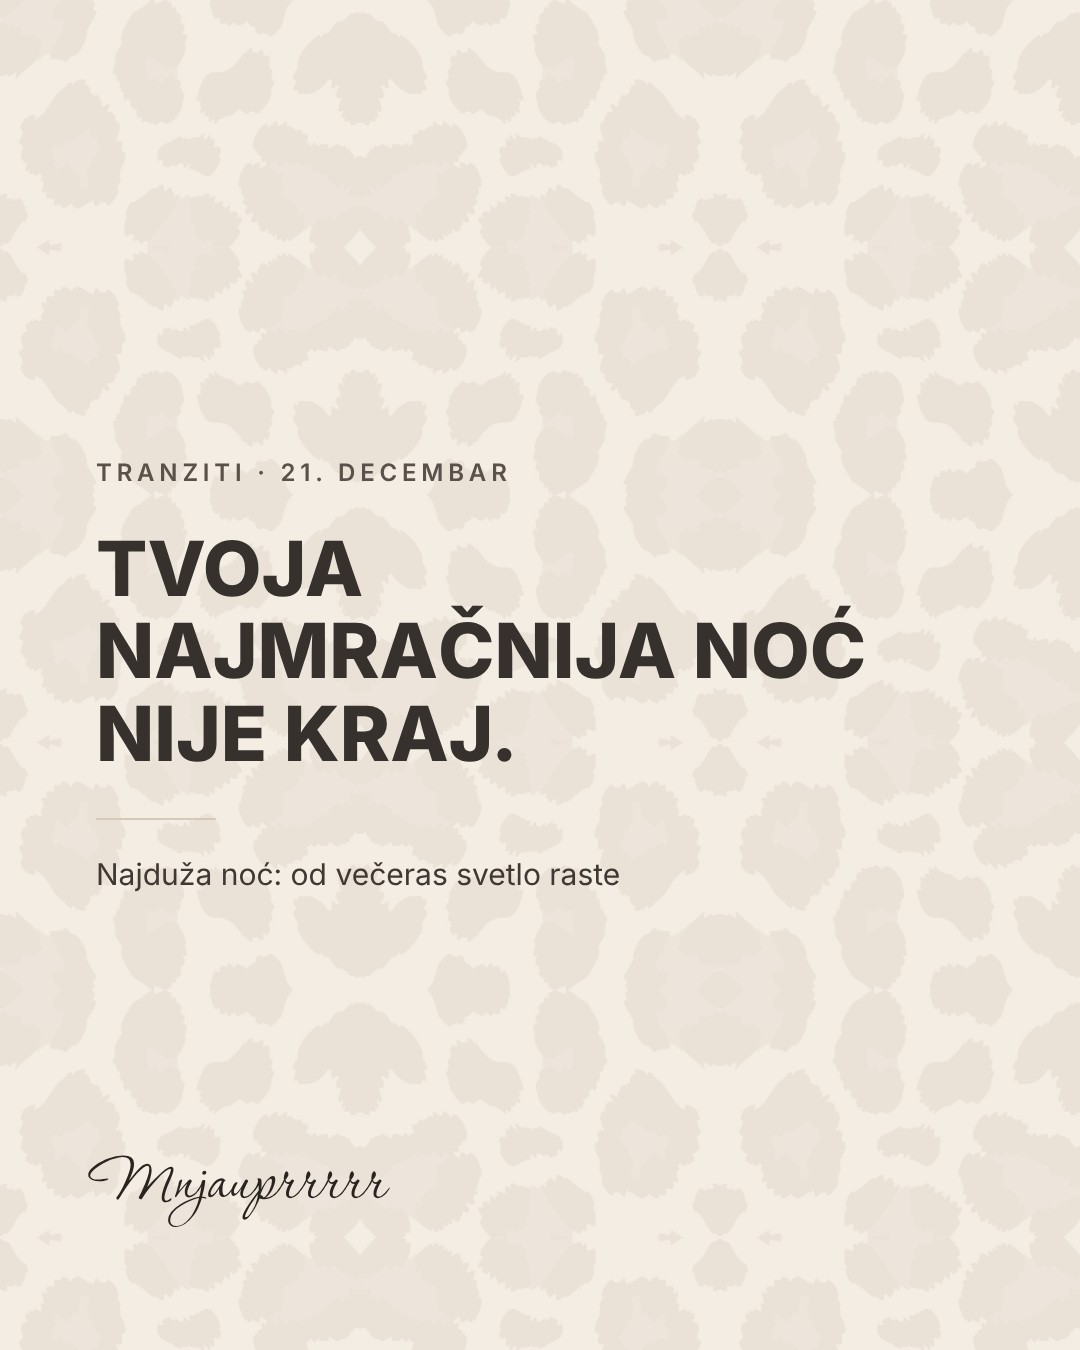 TRANZITI · 21. DECEMBAR
TVOJA
NAJMRAČNIJA NOĆ
NIJE KRAJ.
Najduža noć: od večeras svetlo raste
Mnjauprrrrr